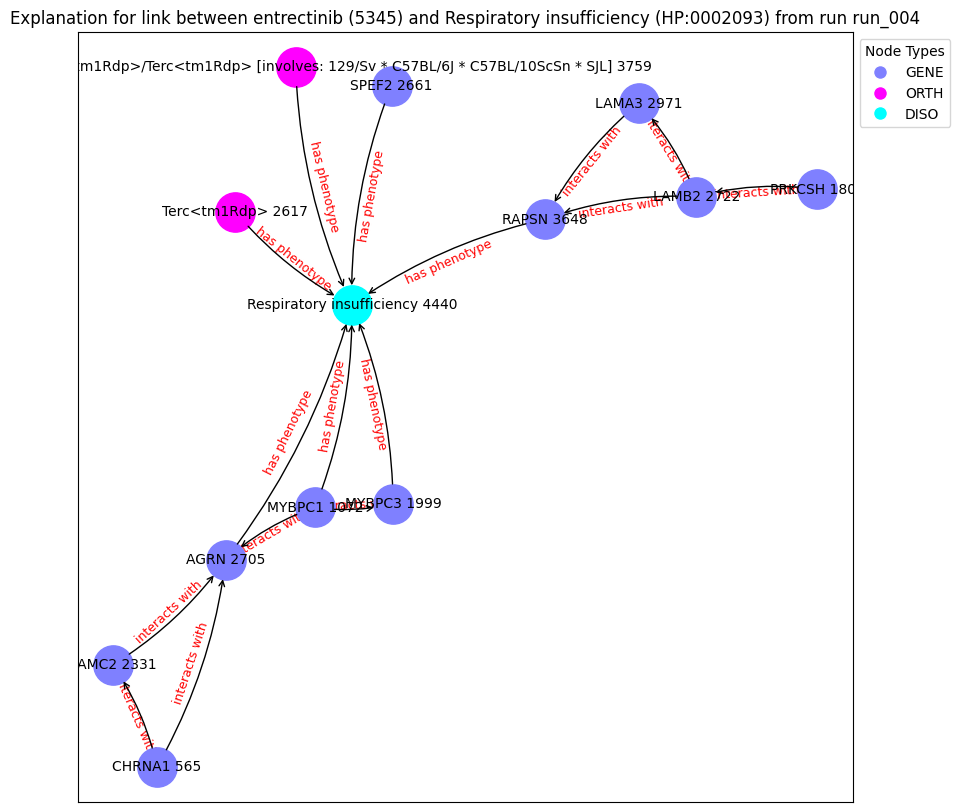 Explanation for link between entrectinib (5345) and Respiratory insufficiency (HP:0002093) from run run_004
Node Types
GENE
ORTH
DISO
tm1Rdp>/Terc<tm1Rdp> [involves: 129/Sv * C57BL/6J * C57BL/10ScSn * SJL] 3759
SPEF2 2661
LAMA3 2971
has phenotype
has phenotype
interacts with
interacts with
PRKCSH 180
LAMB2 2722
interacts with
interacts with
Terc<tm1Rdp> 2617
RAPSN 3648
has phenotype
has phenotype
Respiratory insufficiency 4440
has phenotype
has phenotype
has phenotype
MYBPC1 1072
MYBPC3 1999
interacts with
AGRN 2705
interacts with
interacts with
AMC2 2331
interacts with
CHRNA1 565